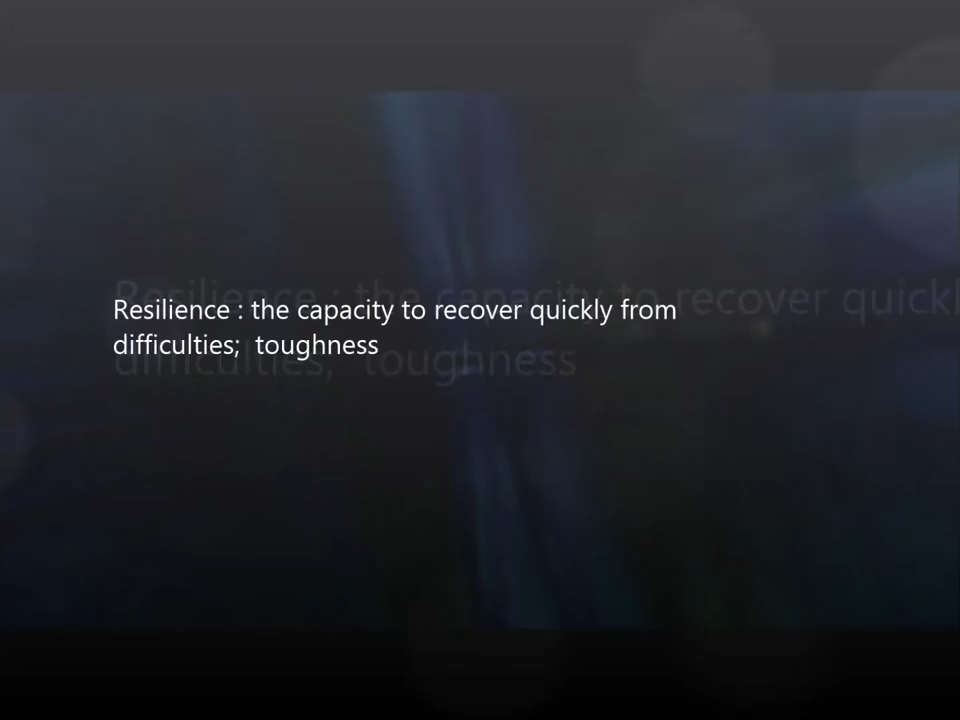 Resilience : the capacity to recover quickly from
difficulties;  toughness